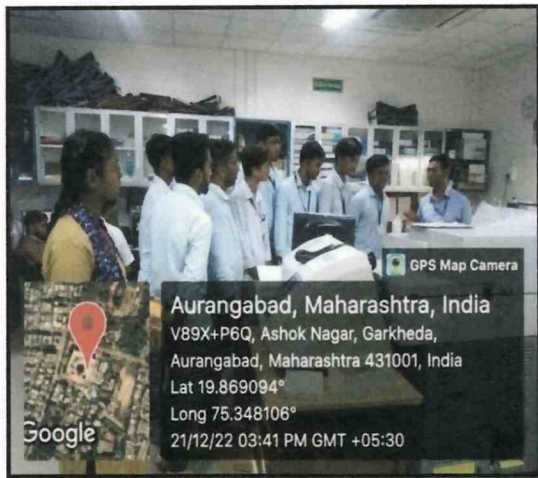 GPS Map Camera
Aurangabad, Maharashtra, India
V89X+P6Q, Ashok Nagar, Garkheda,
Aurangabad, Maharashtra 431001, India
Lat 19.869094°
Long 75.348106°
21/12/22 03:41 PM GMT +05:30
Google